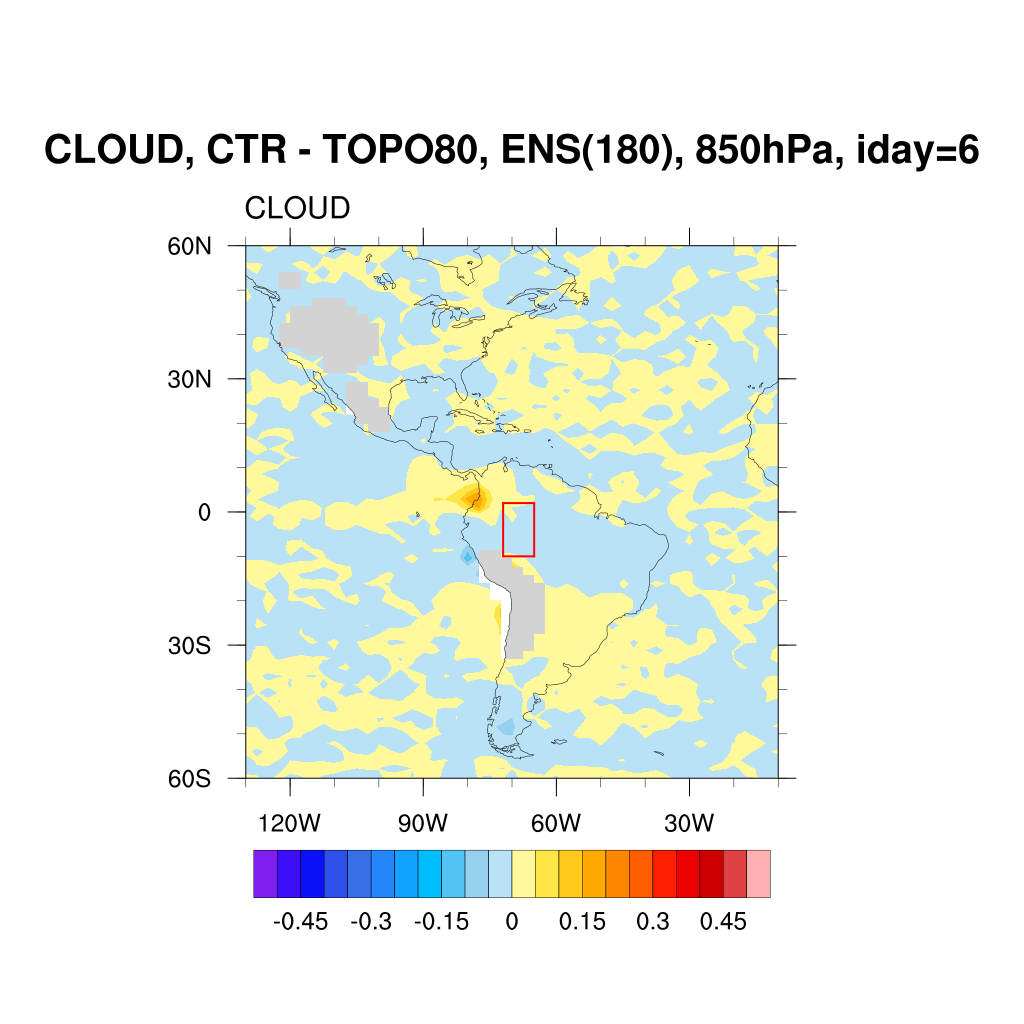 CLOUD, CTR - TOPO80, ENS(180), 850hPa, iday=6
CLOUD
60N
30N
0
30S
60S
120W 90W 60W 30W
-0.45 -0.3 -0.15 0 0.15 0.3 0.45